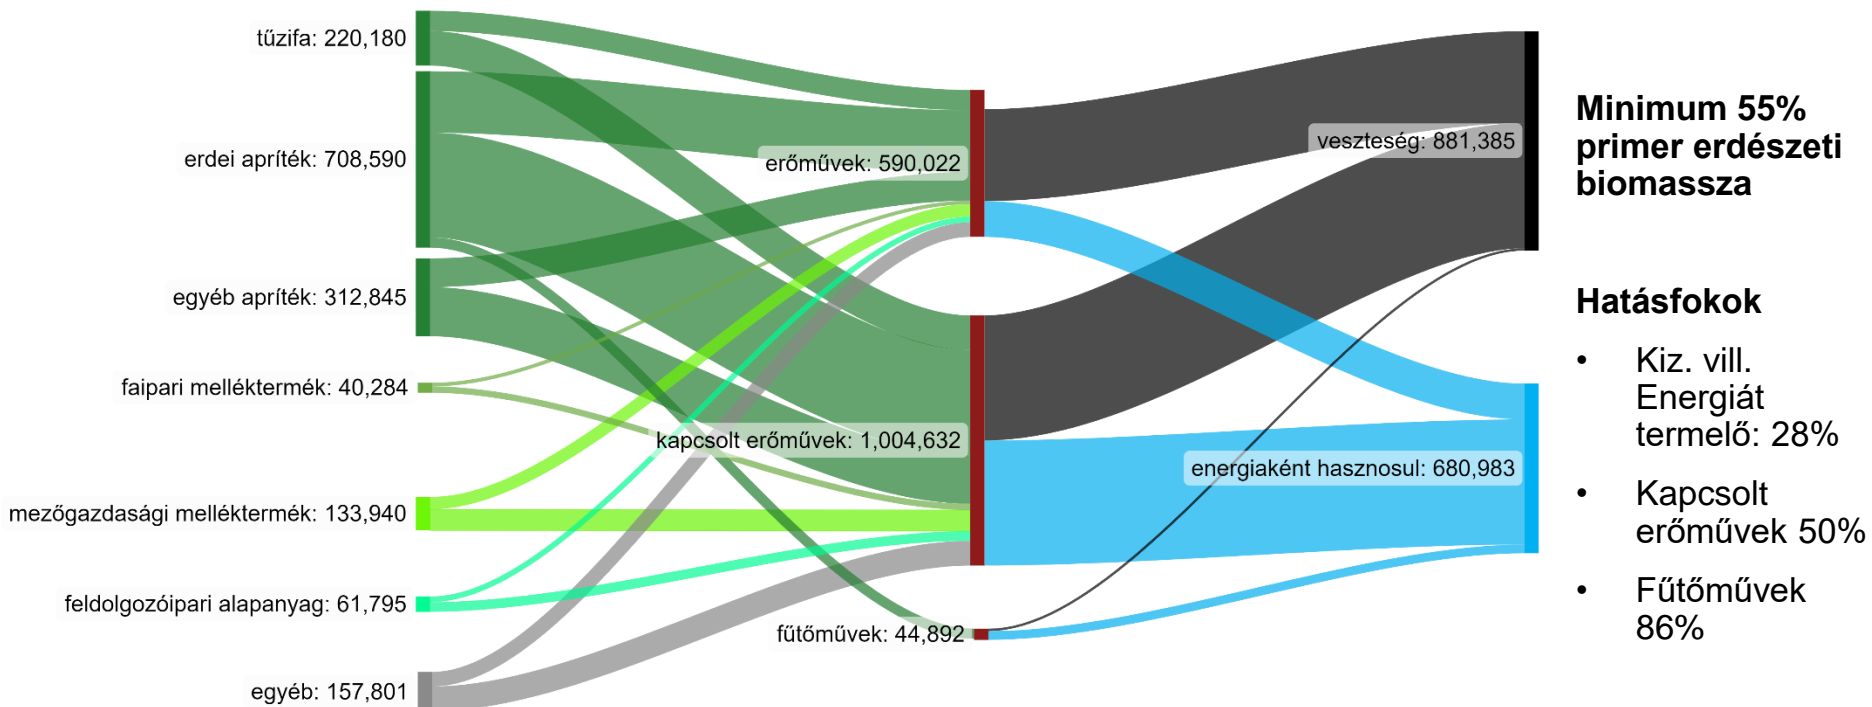 tűzifa: 220,180
erdei apríték: 708,590
egyéb apríték: 312,845
faipari melléktermék: 40,284
mezőgazdasági melléktermék: 133,940
feldolgozóipari alapanyag: 61,795
egyéb: 157,801
erőművek: 590,022
kapcsolt erőművek: 1,004,632
fűtőművek: 44,892
veszteség: 881,385
energiaként hasznosul: 680,983
Minimum 55%
primer erdészeti
biomassza
Hatásfokok
• Kiz. vill.
Energiát
termelő: 28%
• Kapcsolt
erőművek 50%
• Fűtőművek
86%